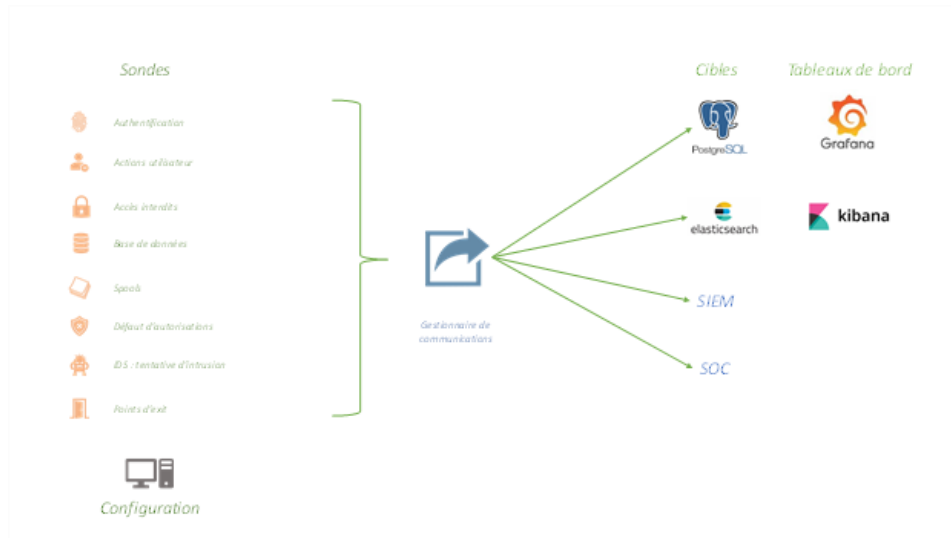 Sondes
Authentification
Actions utilisateur
Accès interdits
Base de données
Spools
Défaut d'autorisations
IDS : tentative d'intrusion
Points d'exit
Configuration
Gestionnaire de
communications
Cibles
Tableaux de bord
PostgreSQL
Grafana
elasticsearch
kibana
SIEM
SOC